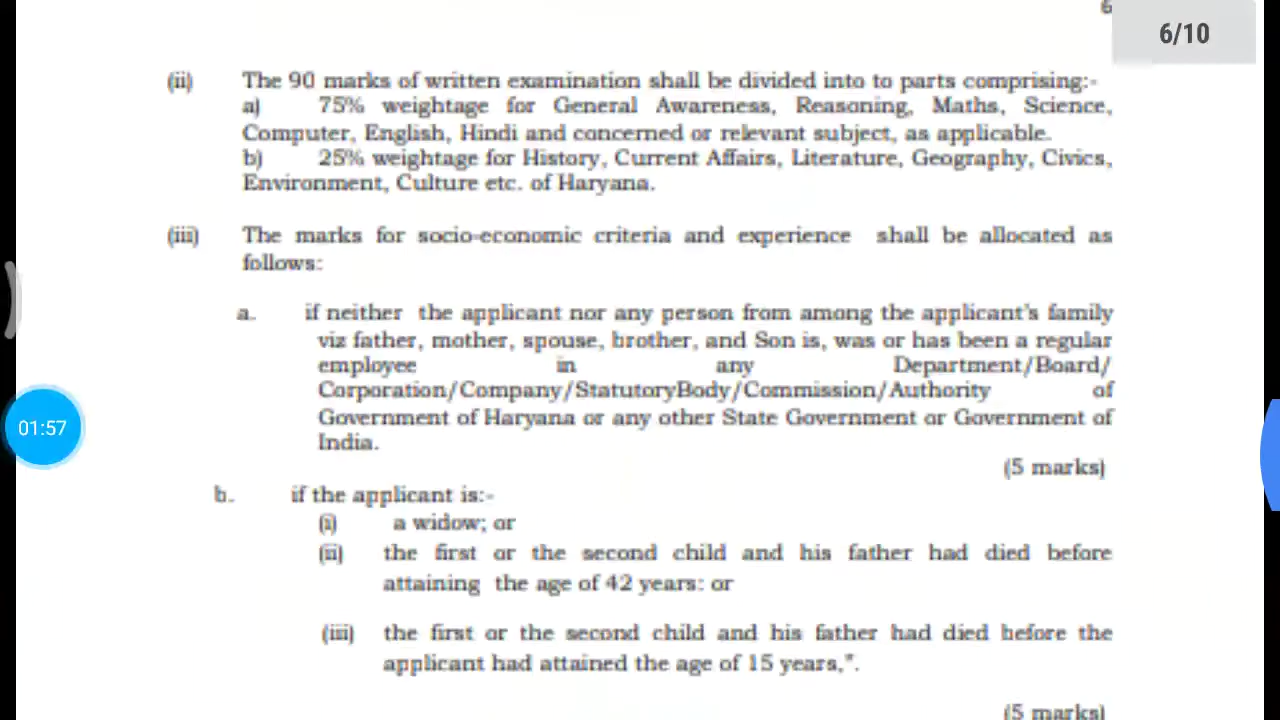 6
6/10
(ii) The 90 marks of written examination shall be divided into to parts comprising:-
a) 75% weightage for General Awareness, Reasoning, Maths, Science,
Computer, English, Hindi and concerned or relevant subject, as applicable.
b) 25% weightage for History, Current Affairs, Literature, Geography, Civics,
Environment, Culture etc. of Haryana.
(iii) The marks for socio-economic criteria and experience shall be allocated as
follows:
a. if neither the applicant nor any person from among the applicant's family
viz father, mother, spouse, brother, and Son is, was or has been a regular
employee in any Department/Board/
Corporation/Company/StatutoryBody/Commission/Authority of
Government of Haryana or any other State Government or Government of
India.
(5 marks)
01:57
b. if the applicant is:-
(i) a widow; or
(ii) the first or the second child and his father had died before
attaining the age of 42 years: or
(iii) the first or the second child and his father had died before the
applicant had attained the age of 15 years,".
(5 marks)